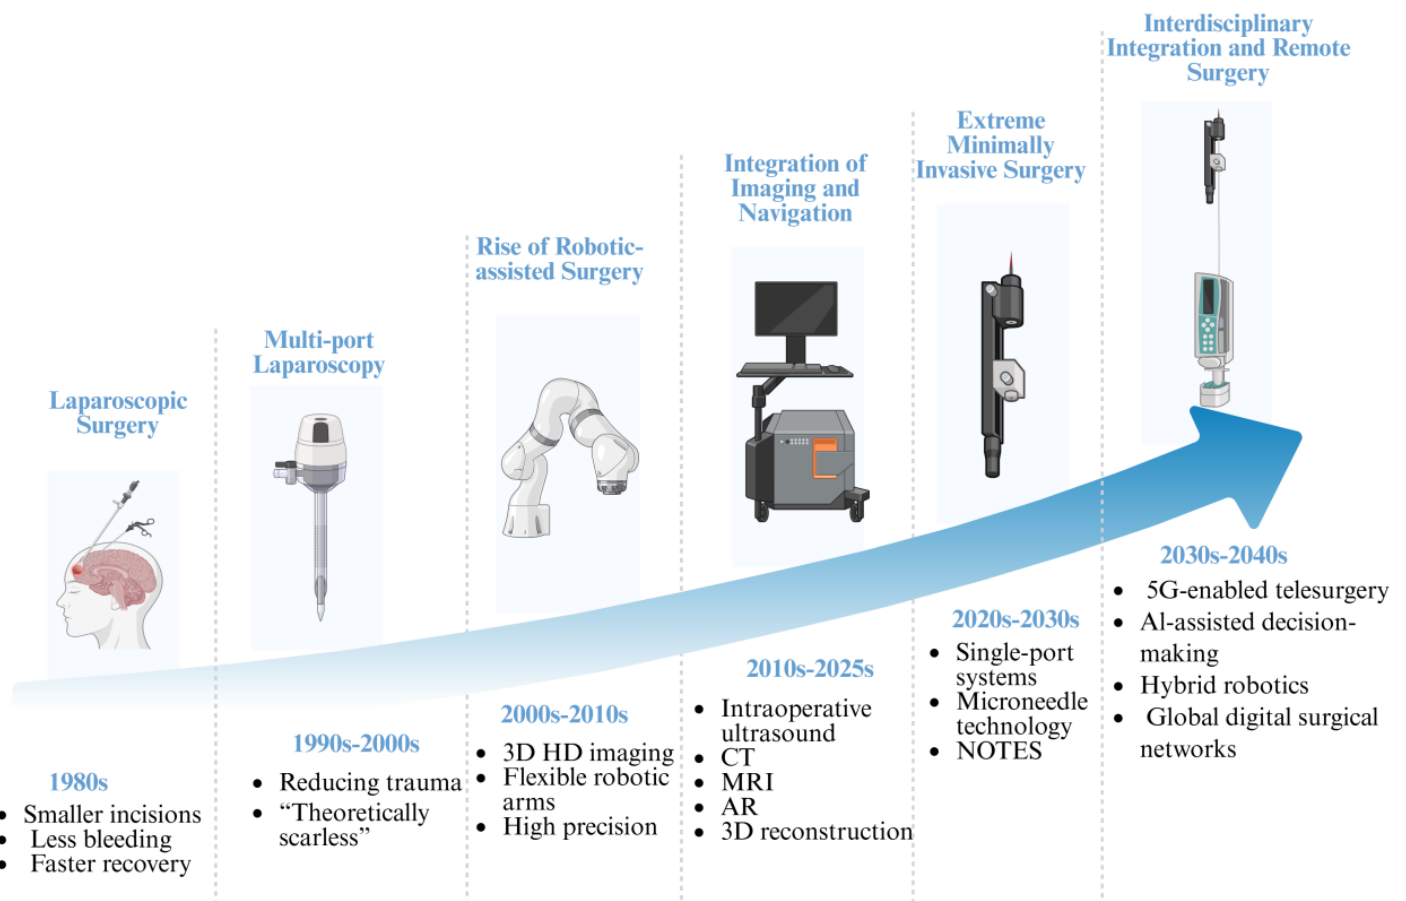 Laparoscopic
Surgery
1980s
• Smaller incisions
• Less bleeding
• Faster recovery
Multi-port
Laparoscopy
1990s-2000s
• Reducing trauma
• “Theoretically
scarless”
Rise of Robotic-
assisted Surgery
2000s-2010s
• 3D HD imaging
• Flexible robotic
arms
• High precision
Integration of
Imaging and
Navigation
2010s-2025s
• Intraoperative
ultrasound
• CT
• MRI
• AR
• 3D reconstruction
Extreme
Minimally
Invasive Surgery
2020s-2030s
• Single-port
systems
• Microneedle
technology
• NOTES
Interdisciplinary
Integration and Remote
Surgery
2030s-2040s
• 5G-enabled telesurgery
• Al-assisted decision-
making
• Hybrid robotics
• Global digital surgical
networks